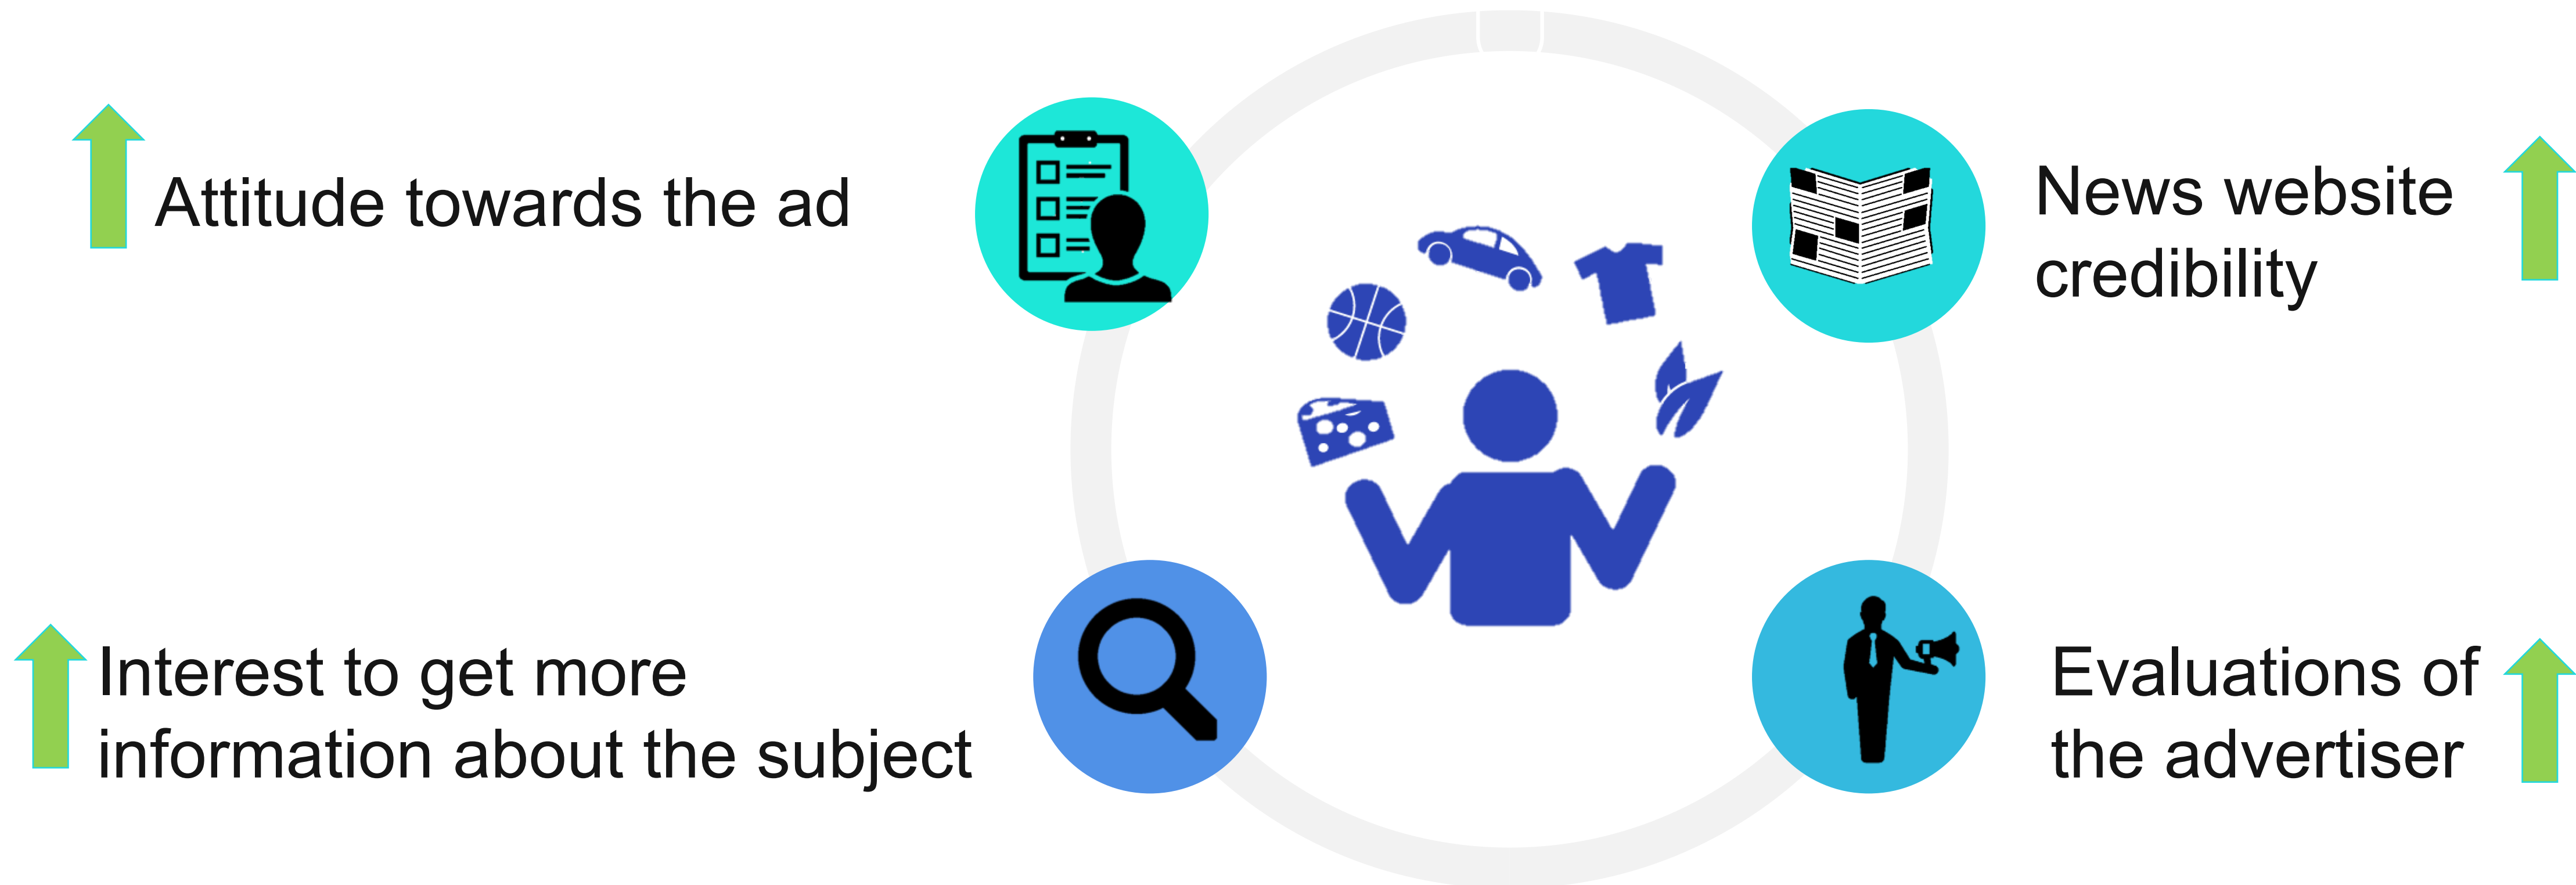 Attitude towards the ad
News website
credibility
Interest to get more
information about the subject
Evaluations of
the advertiser